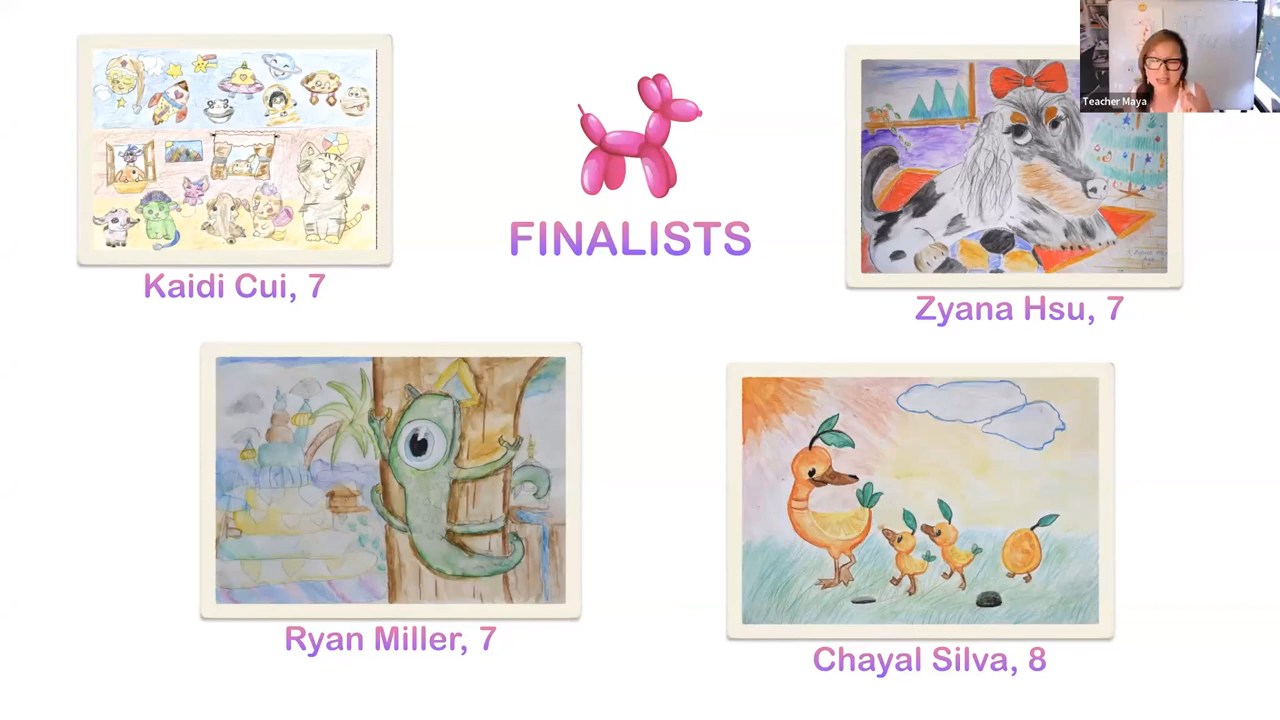 Teacher Maya
FINALISTS
Kaidi Cui, 7
Zyana Hsu, 7
Ryan Miller, 7
Chayal Silva, 8